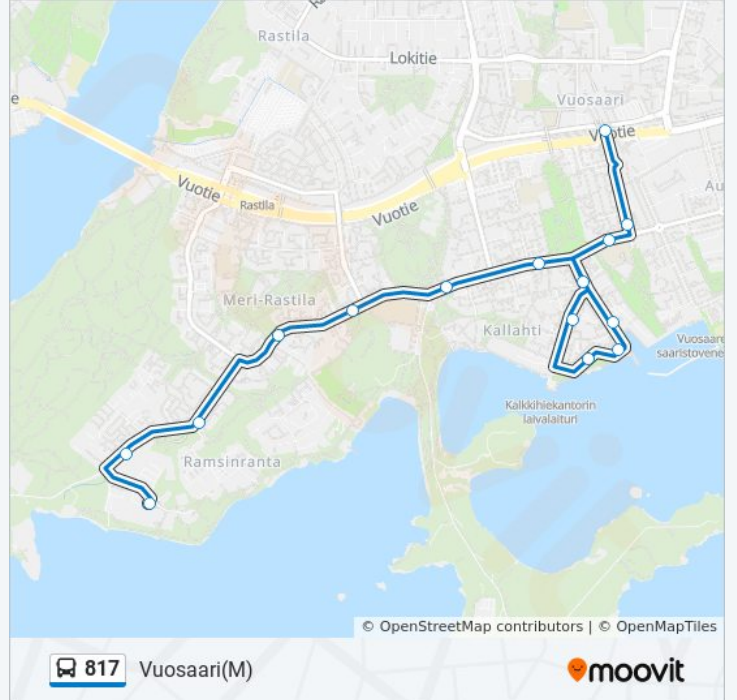 Rastila
Lokitie
Vuosaari
Vuotie
Vuotie
Rastila
Vuotie
Au
Meri-Rastila
Kallahti
Vuosaare
saaristovene
Kalkkihiekantorin
laivalaituri
Ramsinranta
© OpenStreetMap contributors | © OpenMapTiles
817 Vuosaari(M)
moovit